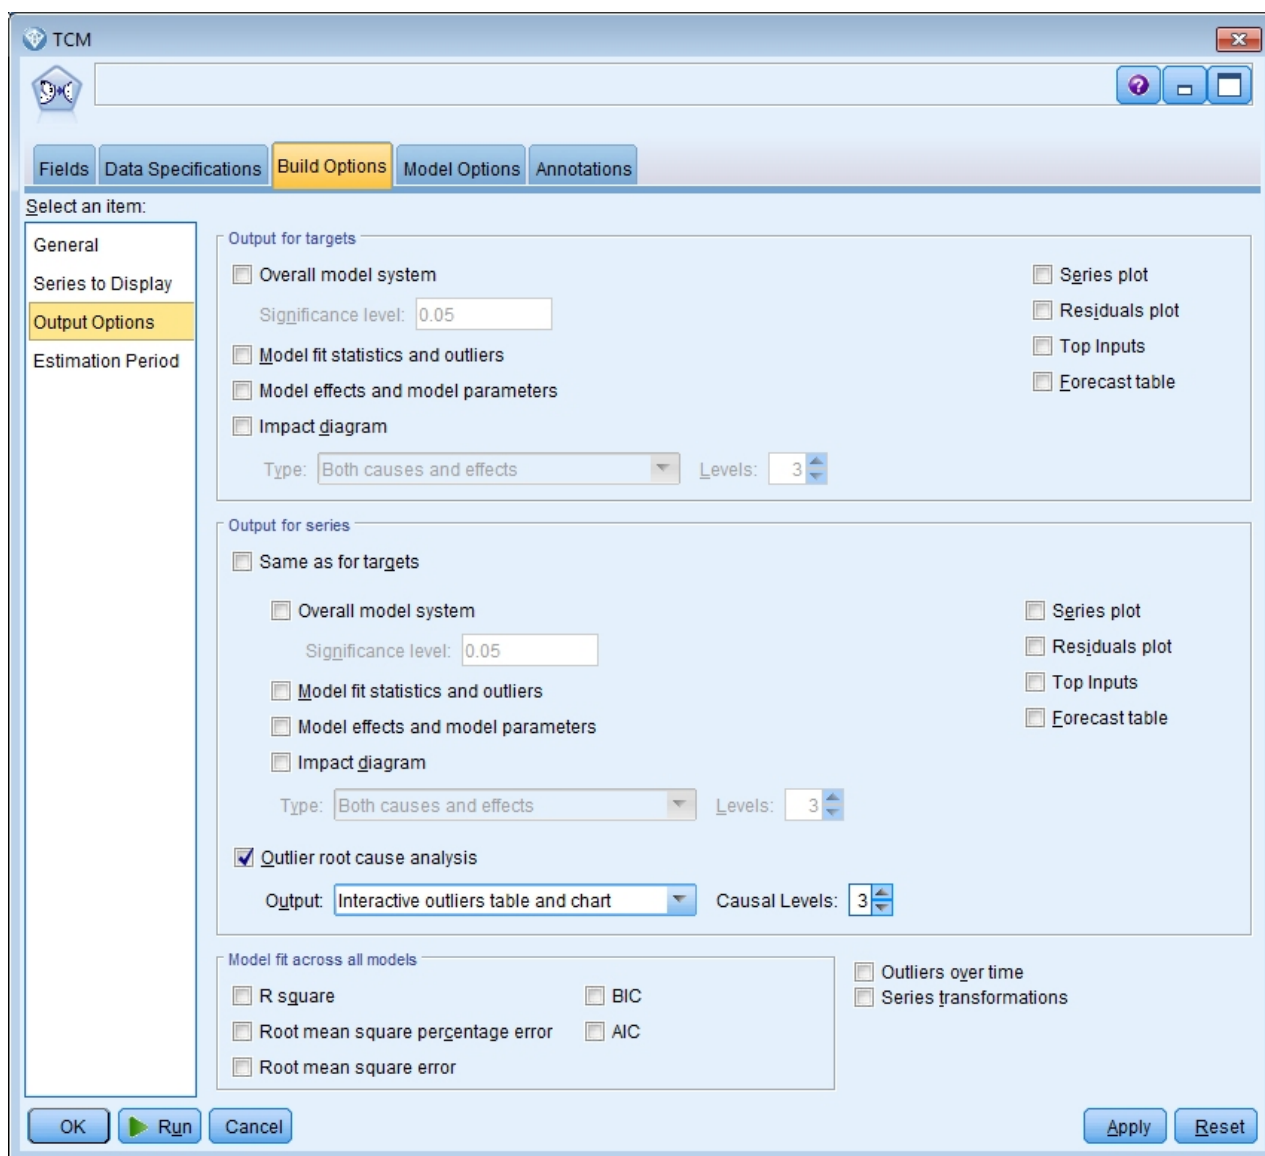 TCM
Fields Data Specifications Build Options Model Options Annotations
Select an item:
General
Series to Display
Output Options
Estimation Period
Output for targets
Overall model system
Significance level: 0.05
Model fit statistics and outliers
Model effects and model parameters
Impact diagram
Type: Both causes and effects Levels: 3
Series plot
Residuals plot
Top Inputs
Forecast table
Output for series
Same as for targets
Overall model system
Significance level: 0.05
Model fit statistics and outliers
Model effects and model parameters
Impact diagram
Type: Both causes and effects Levels: 3
Series plot
Residuals plot
Top Inputs
Forecast table
Outlier root cause analysis
Output: Interactive outliers table and chart Causal Levels: 3
Model fit across all models
R square BIC
Root mean square percentage error AIC
Root mean square error
Outliers over time
Series transformations
OK Run Cancel Apply Reset